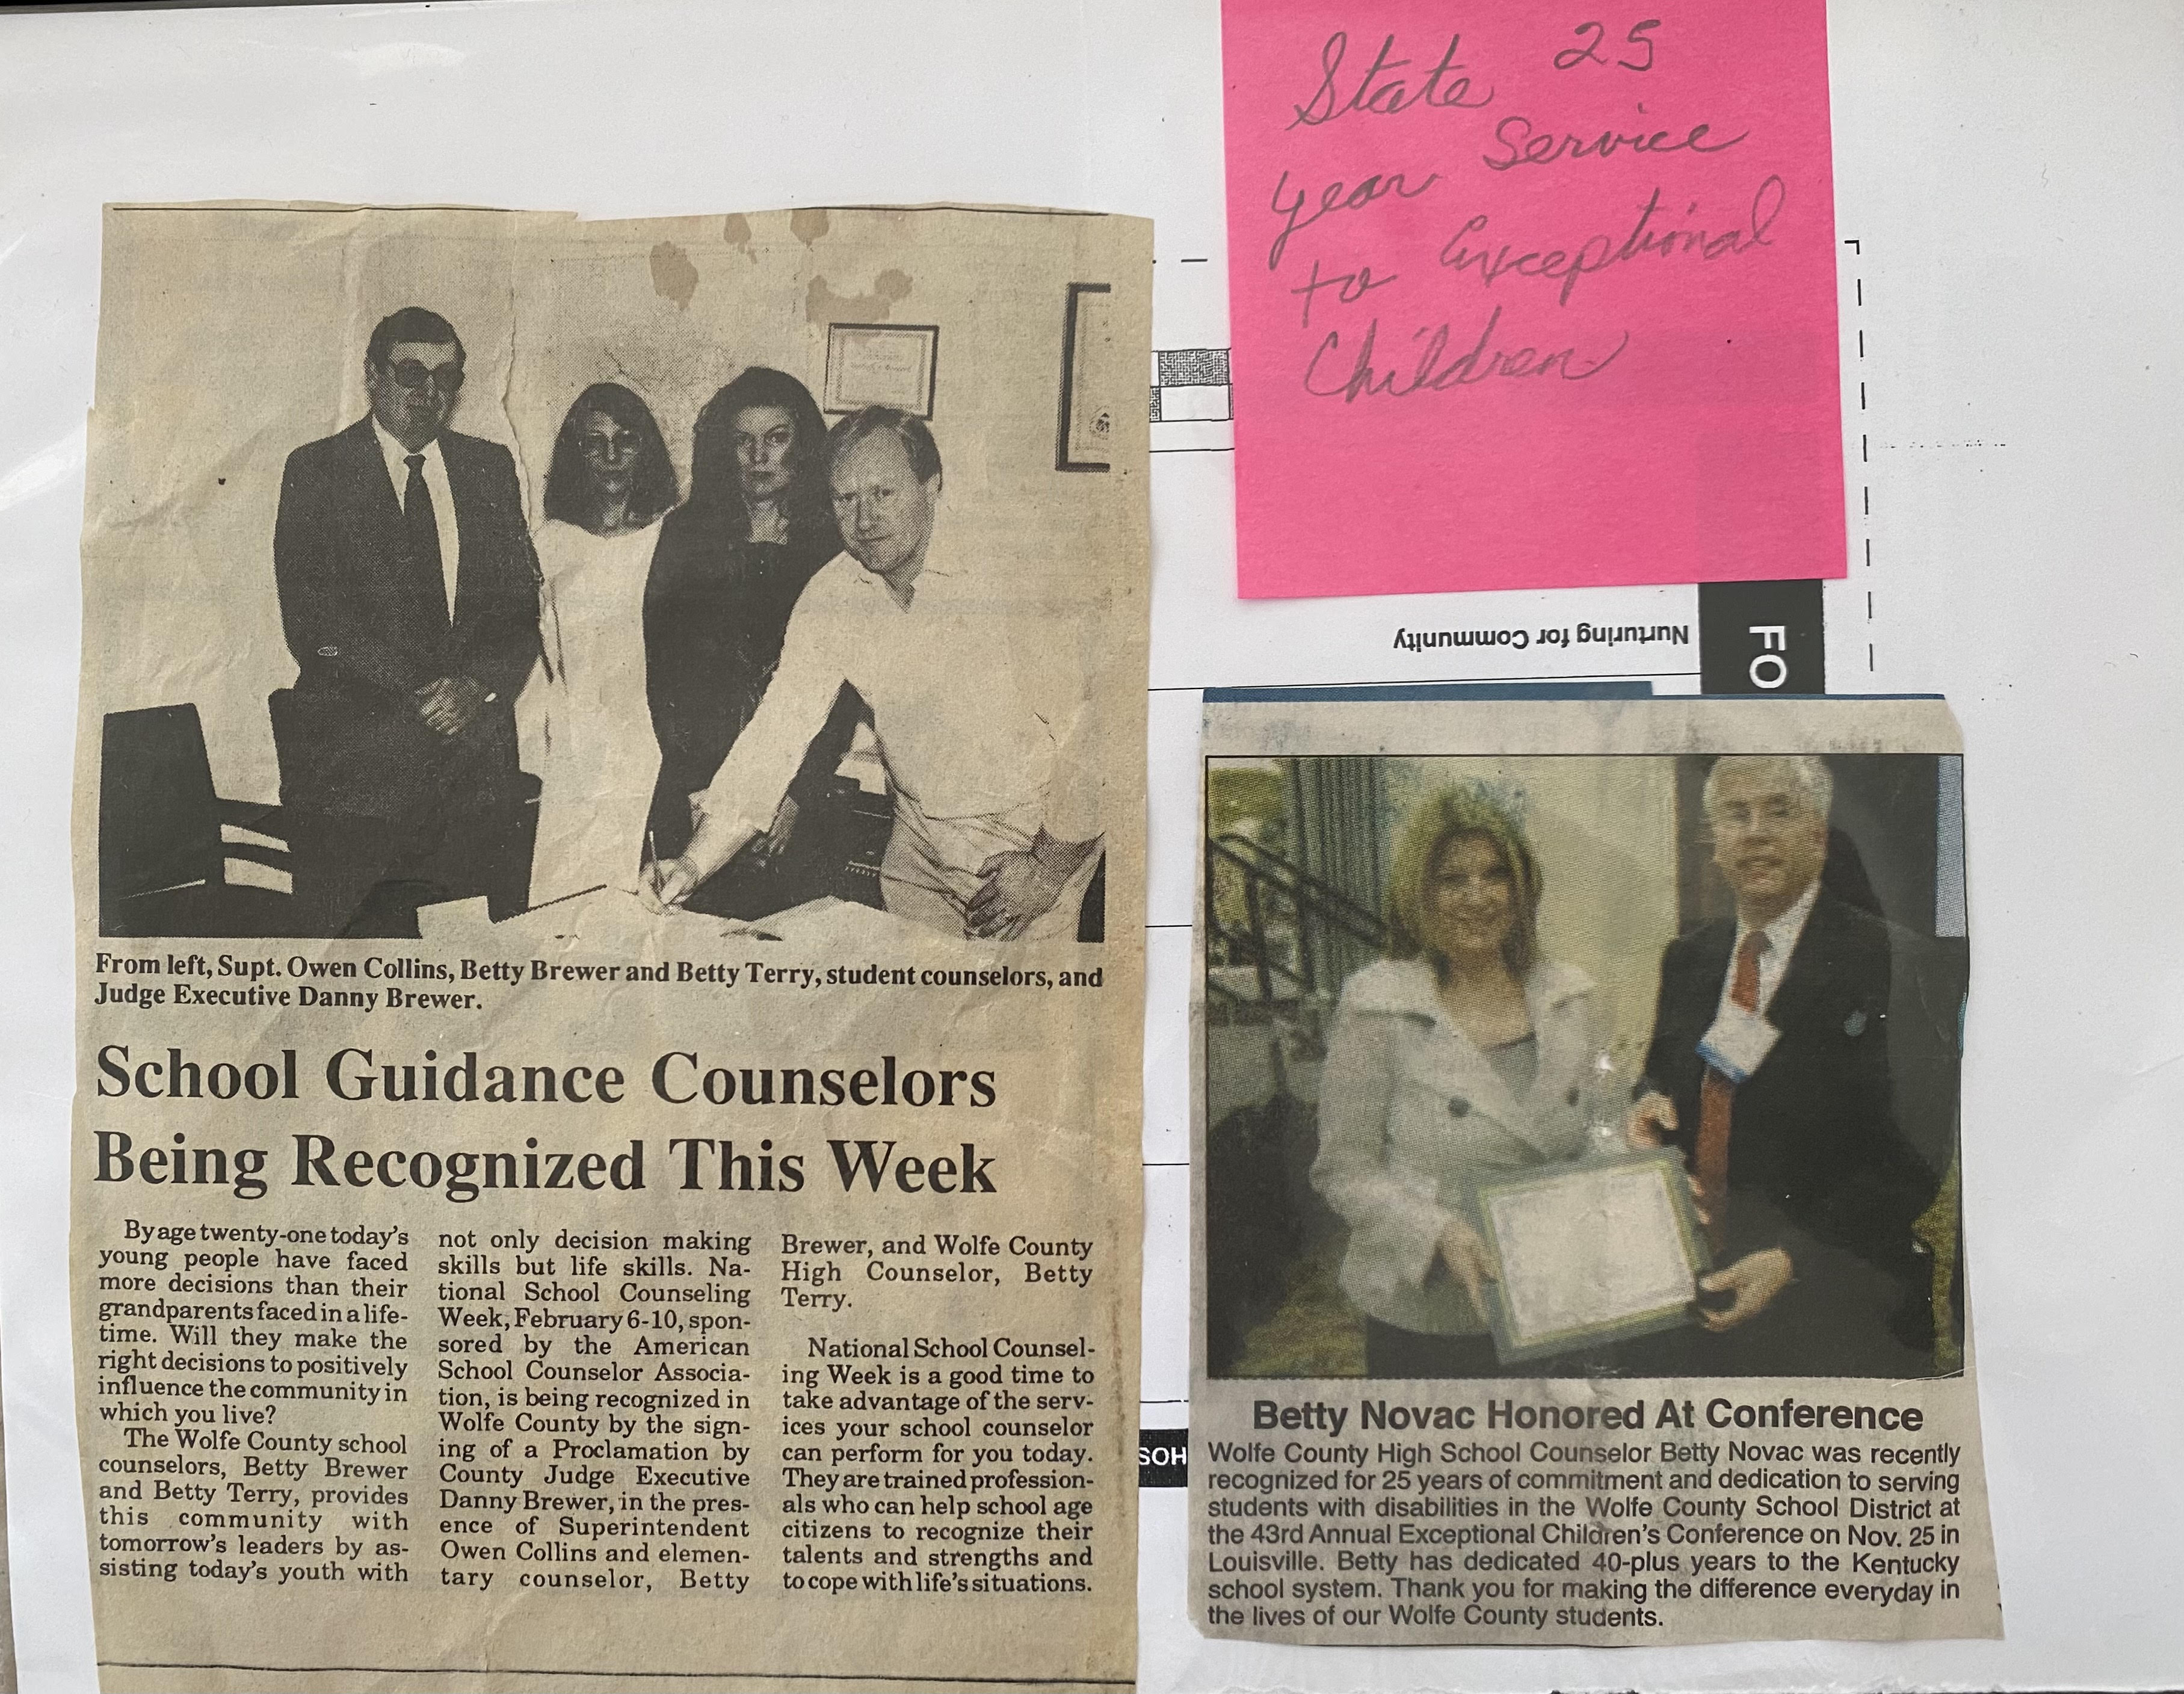 State 25
year Service
to Exceptional
Children
Nurturing for Community
FO
SOH
From left, Supt. Owen Collins, Betty Brewer and Betty Terry, student counselors, and
Judge Executive Danny Brewer.
School Guidance Counselors
Being Recognized This Week
By age twenty-one today's
young people have faced
more decisions than their
grandparents faced in a life-
time. Will they make the
right decisions to positively
influence the community in
which you live?
The Wolfe County school
counselors, Betty Brewer
and Betty Terry, provides
this community with
tomorrow's leaders by as-
sisting today's youth with
not only decision making
skills but life skills. Na-
tional School Counseling
Week, February 6-10, spon-
sored by the American
School Counselor Associa-
tion, is being recognized in
Wolfe County by the sign-
ing of a Proclamation by
County Judge Executive
Danny Brewer, in the pres-
ence of Superintendent
Owen Collins and elemen-
tary counselor, Betty
Brewer, and Wolfe County
High Counselor, Betty
Terry.
National School Counsel-
ing Week is a good time to
take advantage of the serv-
ices your school counselor
can perform for you today.
They are trained profession-
als who can help school age
citizens to recognize their
talents and strengths and
to cope with life's situations.
Betty Novac Honored At Conference
Wolfe County High School Counselor Betty Novac was recently
recognized for 25 years of commitment and dedication to serving
students with disabilities in the Wolfe County School District at
the 43rd Annual Exceptional Children's Conference on Nov. 25 in
Louisville. Betty has dedicated 40-plus years to the Kentucky
school system. Thank you for making the difference everyday in
the lives of our Wolfe County students.